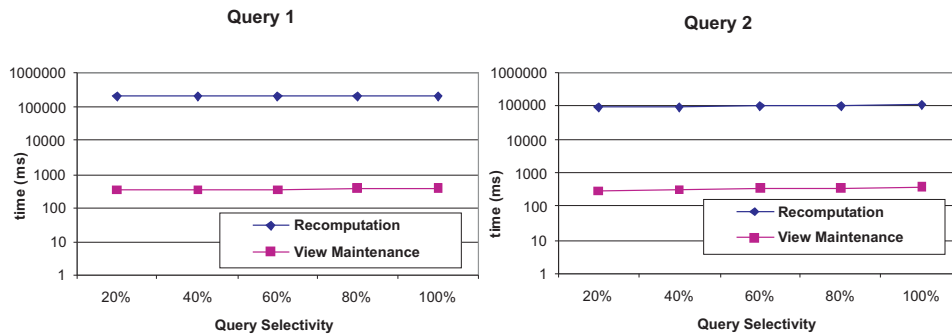 Query 1
1000000
100000
10000
1000
100
10
1
time (ms)
Recomputation
View Maintenance
20% 40% 60% 80% 100%
Query Selectivity
Query 2
1000000
100000
10000
1000
100
10
1
time (ms)
Recomputation
View Maintenance
20% 40% 60% 80% 100%
Query Selectivity